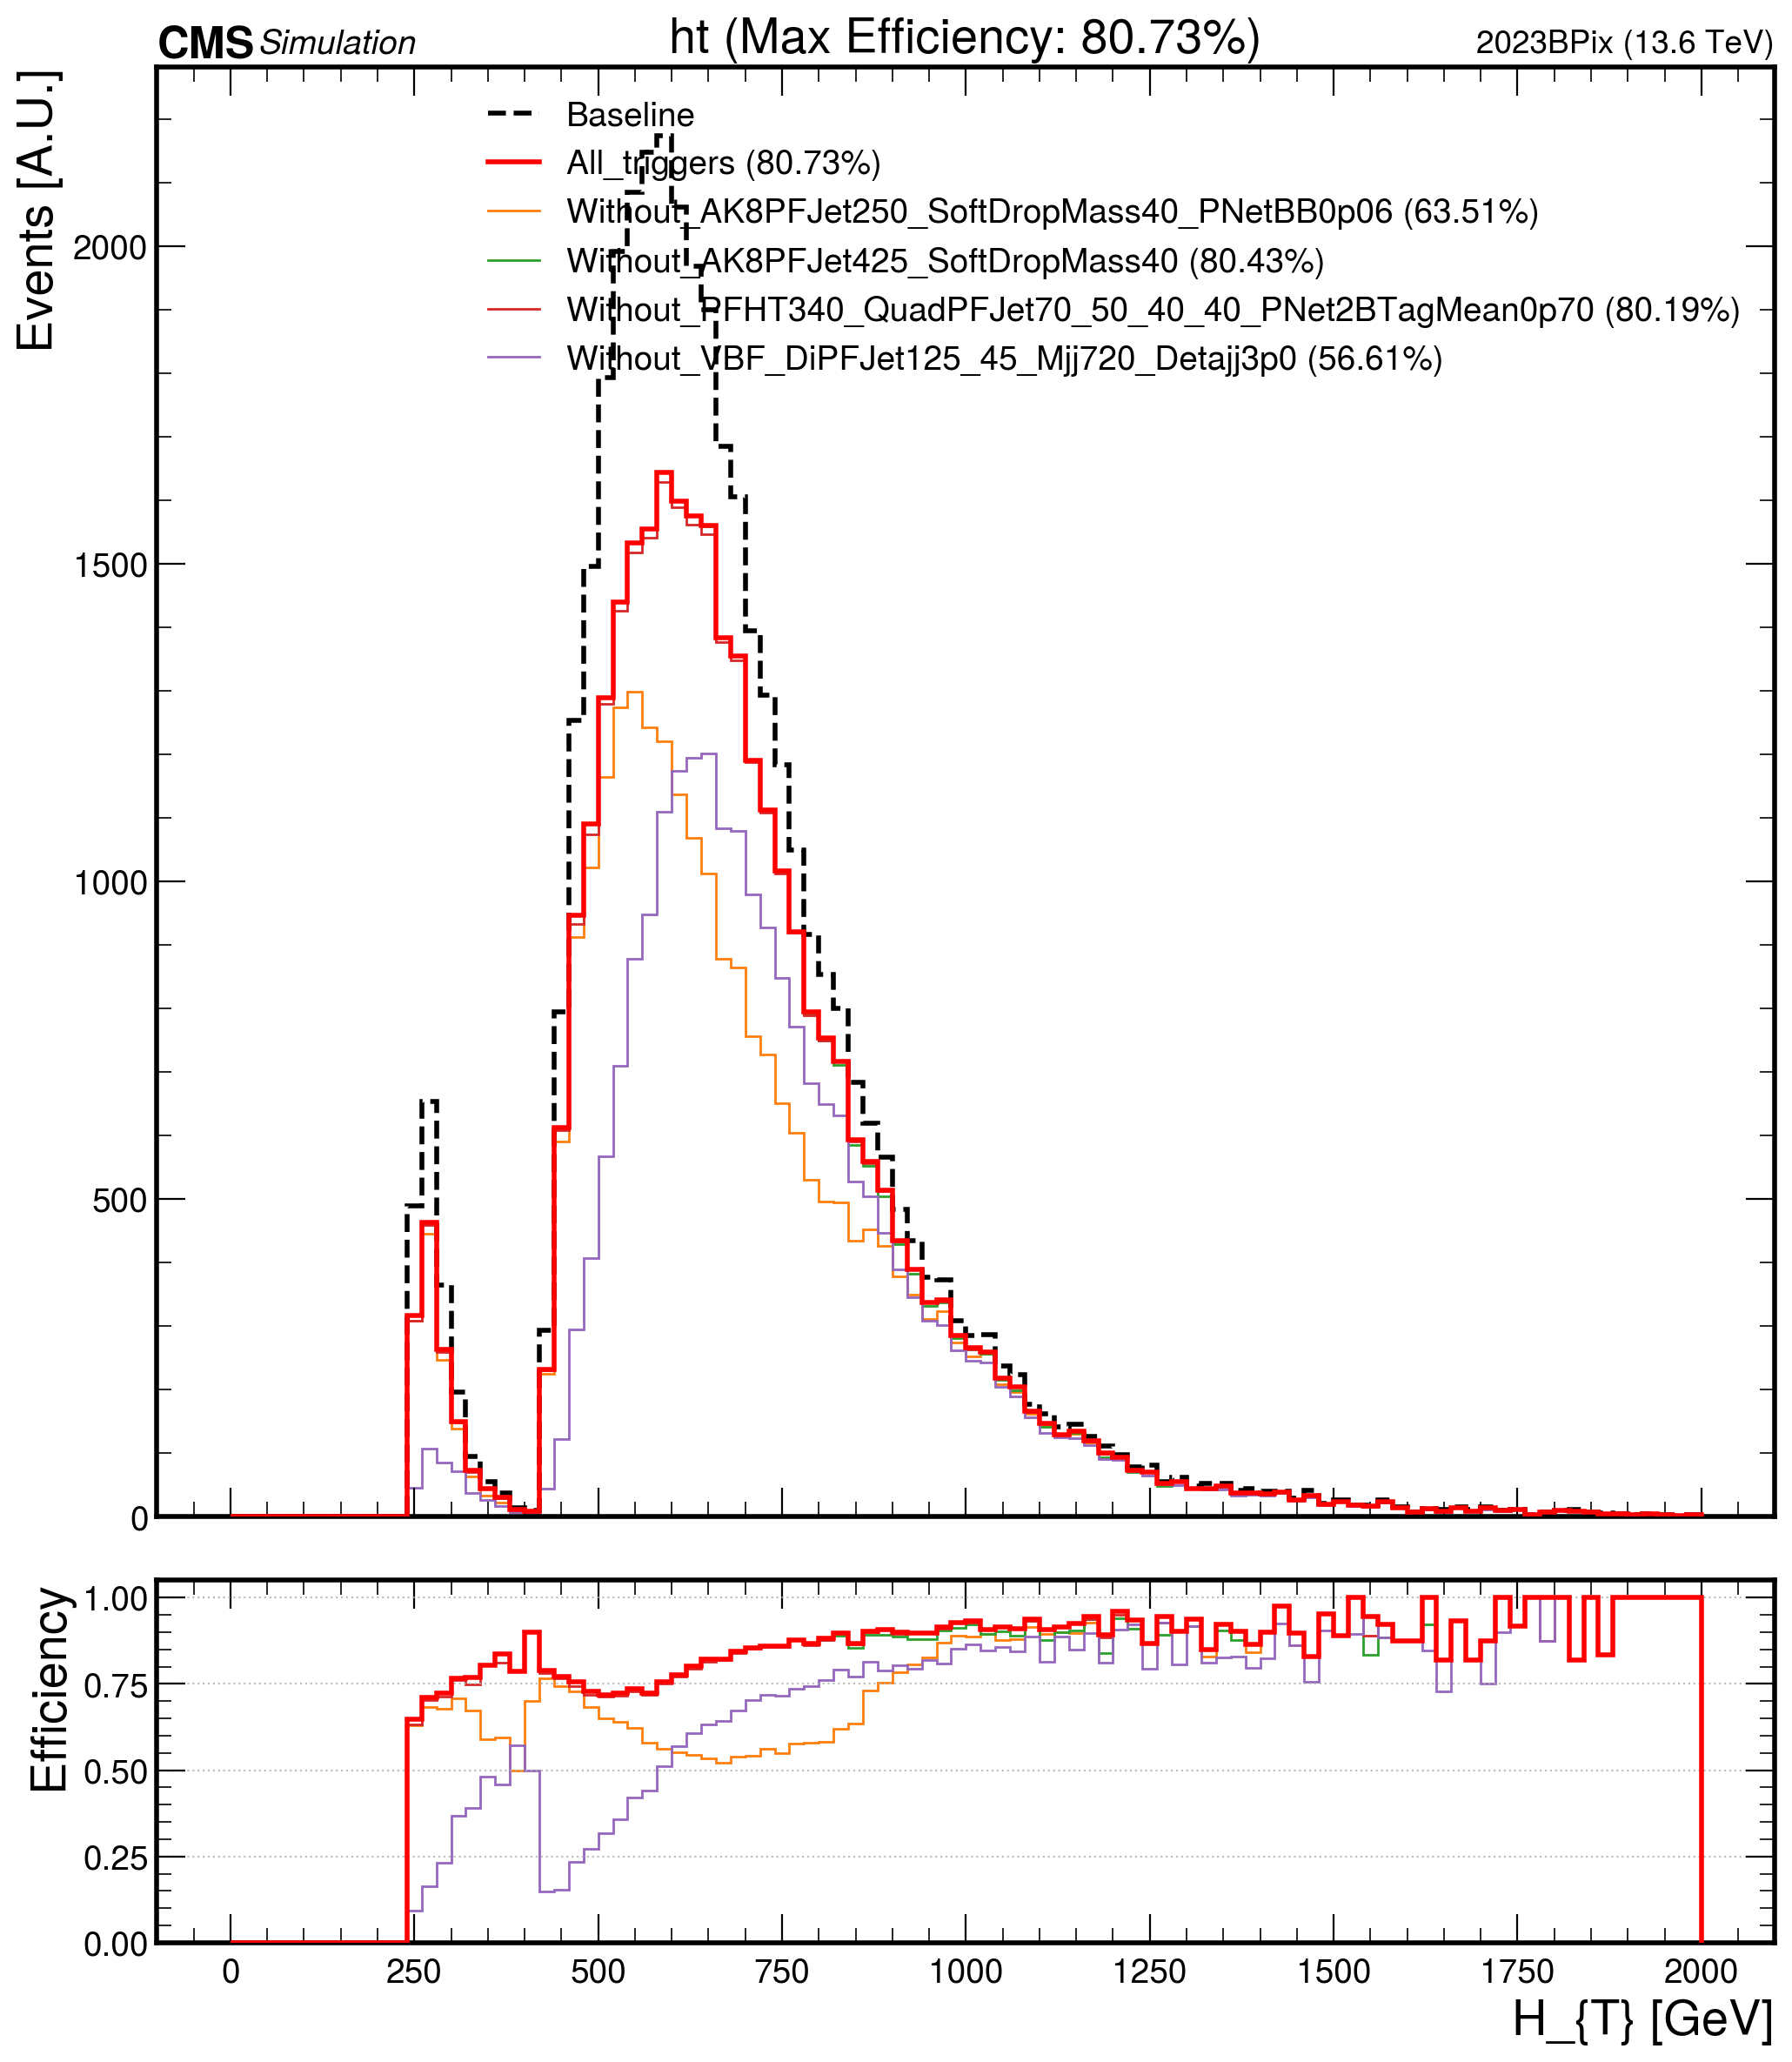 CMS Simulation ht (Max Efficiency: 80.73%) 2023BPix (13.6 TeV)
Events [A.U.]
Baseline
All_triggers (80.73%)
Without_AK8PFJet250_SoftDropMass40_PNetBB0p06 (63.51%)
Without_AK8PFJet425_SoftDropMass40 (80.43%)
Without_PFHT340_QuadPFJet70_50_40_40_PNet2BTagMean0p70 (80.19%)
Without_VBF_DiPFJet125_45_Mjj720_Detajj3p0 (56.61%)
2000
1500
1000
500
0
Efficiency
1.00
0.75
0.50
0.25
0.00
0 250 500 750 1000 1250 1500 1750 2000
H_{T} [GeV]